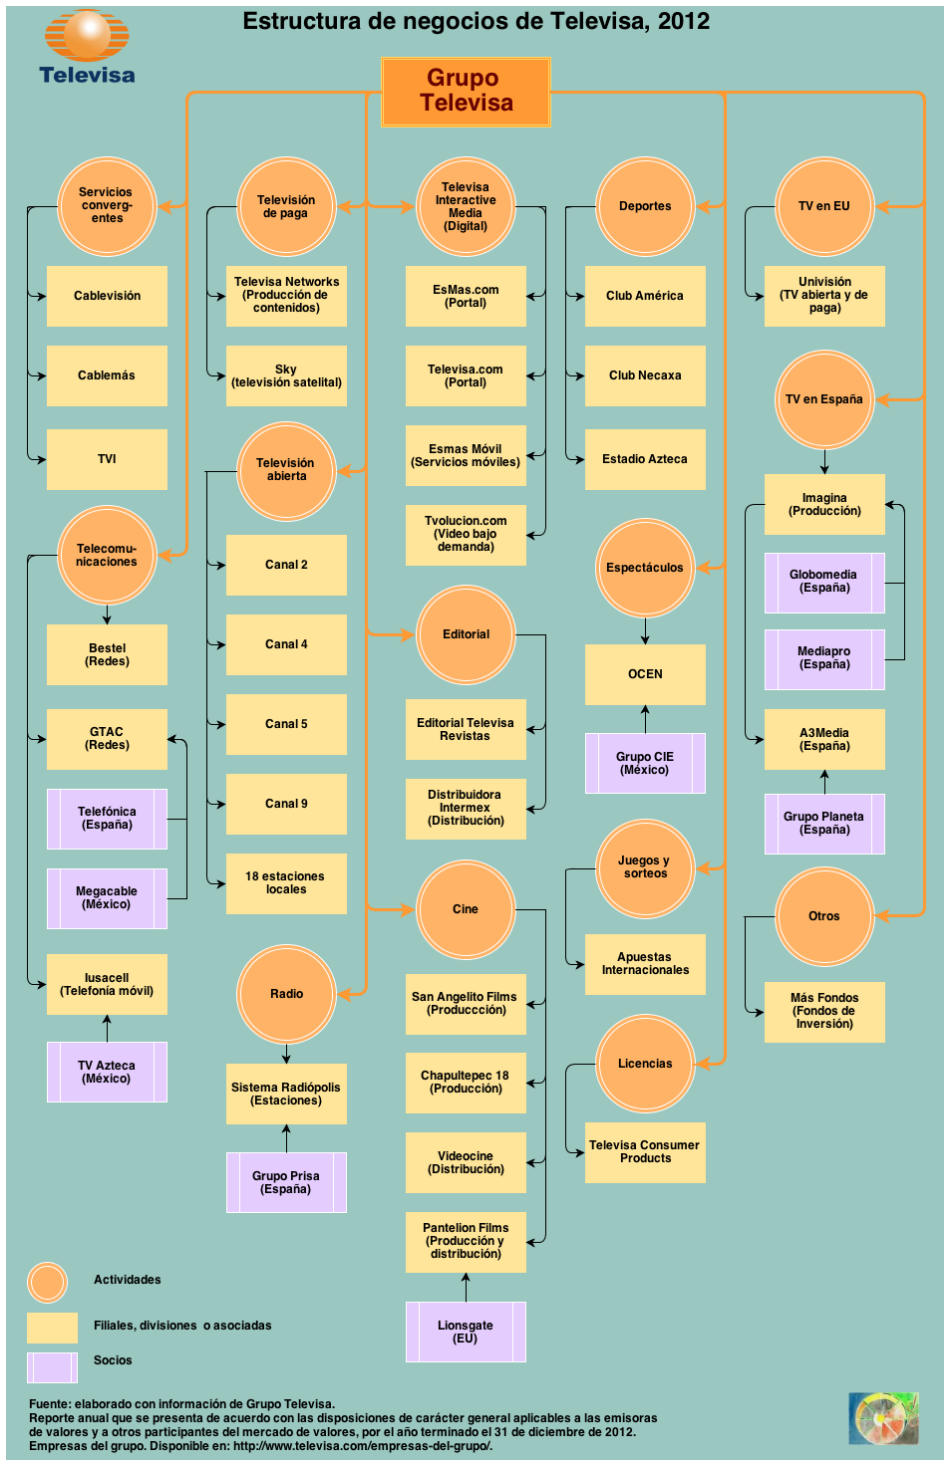 Estructura de negocios de Televisa, 2012
Televisa
Grupo
Televisa
Servicios
converg-
entes
Cablevisión
Cablemás
TVI
Telecomu-
nicaciones
Bestel
(Redes)
GTAC
(Redes)
Telefónica
(España)
Megacable
(México)
Iusacell
(Telefonía móvil)
TV Azteca
(México)
Televisión
de paga
Televisa Networks
(Producción de
contenidos)
Sky
(televisión satelital)
Televisión
abierta
Canal 2
Canal 4
Canal 5
Canal 9
18 estaciones
locales
Radio
Sistema Radiópolis
(Estaciones)
Grupo Prisa
(España)
Televisa
Interactive
Media
(Digital)
EsMas.com
(Portal)
Televisa.com
(Portal)
Esmas Móvil
(Servicios móviles)
Tvolucion.com
(Video bajo
demanda)
Editorial
Editorial Televisa
Revistas
Distribuidora
Intermex
(Distribución)
Cine
San Angelito Films
(Produccción)
Chapultepec 18
(Producción)
Videocine
(Distribución)
Pantelion Films
(Producción y
distribución)
Lionsgate
(EU)
Deportes
Club América
Club Necaxa
Estadio Azteca
Espectáculos
OCEN
Grupo CIE
(México)
Juegos y
sorteos
Apuestas
Internacionales
Licencias
Televisa Consumer
Products
TV en EU
Univisión
(TV abierta y de
paga)
TV en España
Imagina
(Producción)
Globomedia
(España)
Mediapro
(España)
A3Media
(España)
Grupo Planeta
(España)
Otros
Más Fondos
(Fondos de
Inversión)
Actividades
Filiales, divisiones o asociadas
Socios
Fuente: elaborado con información de Grupo Televisa.
Reporte anual que se presenta de acuerdo con las disposiciones de carácter general aplicables a las emisoras
de valores y a otros participantes del mercado de valores, por el año terminado el 31 de diciembre de 2012.
Empresas del grupo. Disponible en: http://www.televisa.com/empresas-del-grupo/.